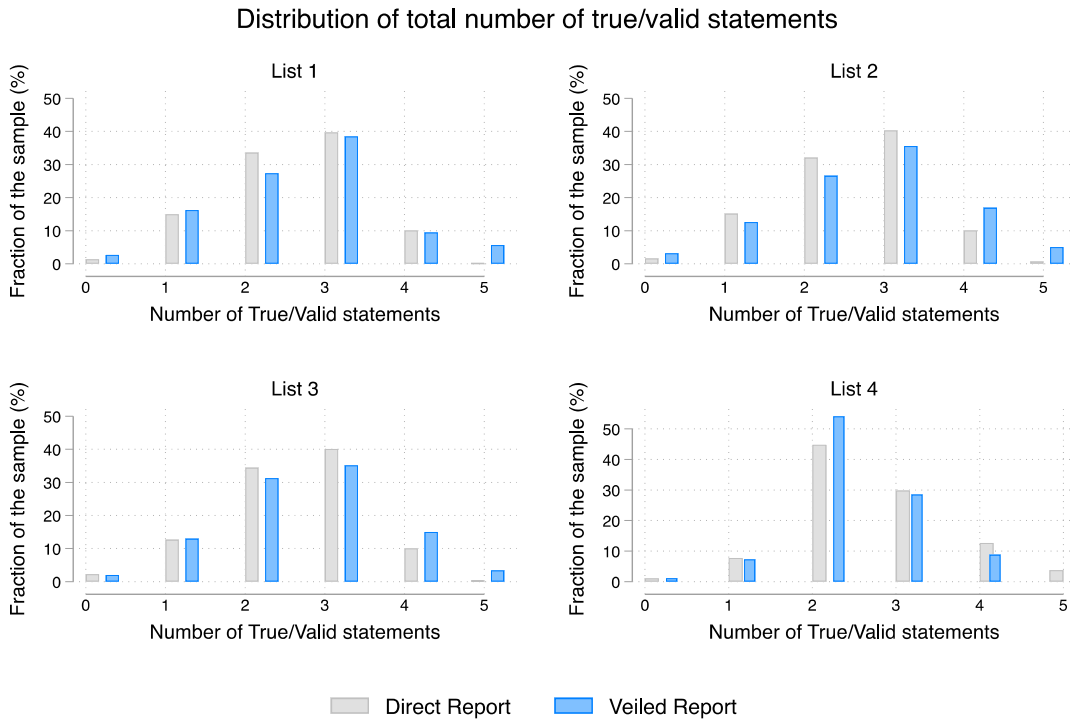 Distribution of total number of true/valid statements
List 1
Fraction of the sample (%)
50
40
30
20
10
0
0 1 2 3 4 5
Number of True/Valid statements
List 2
Fraction of the sample (%)
50
40
30
20
10
0
0 1 2 3 4 5
Number of True/Valid statements
List 3
Fraction of the sample (%)
50
40
30
20
10
0
0 1 2 3 4 5
Number of True/Valid statements
List 4
Fraction of the sample (%)
50
40
30
20
10
0
0 1 2 3 4 5
Number of True/Valid statements
Direct Report Veiled Report